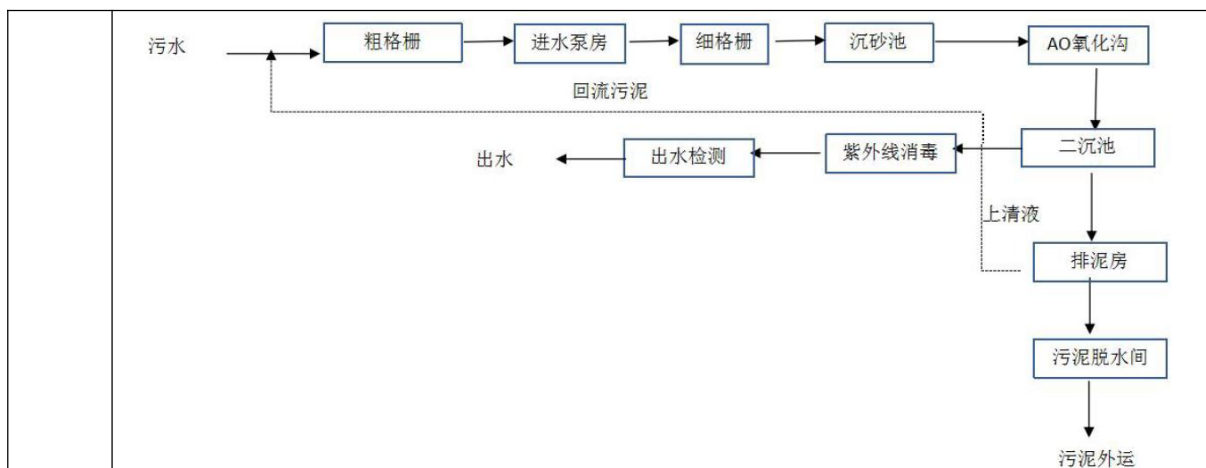 污水
粗格栅
进水泵房
细格栅
沉砂池
AO氧化沟
回流污泥
出水
出水检测
紫外线消毒
二沉池
上清液
排泥房
污泥脱水间
污泥外运